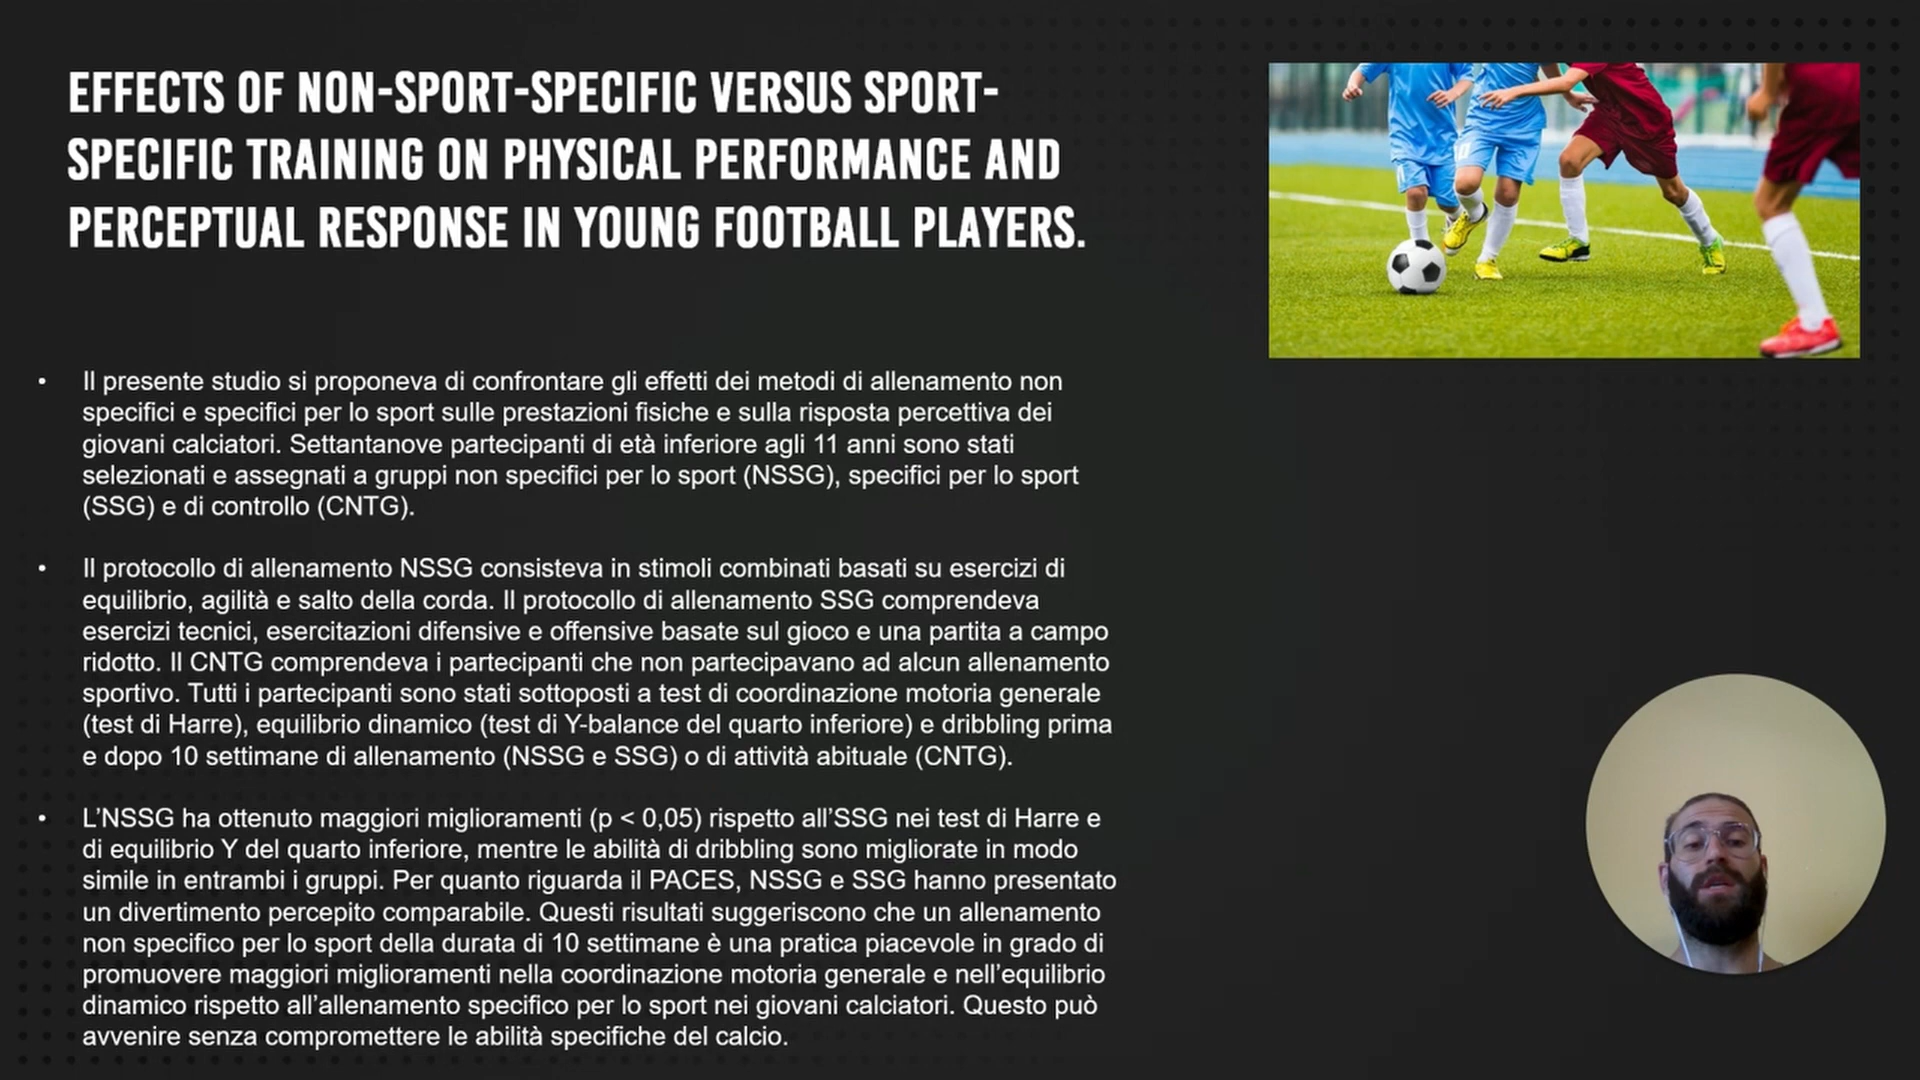 EFFECTS OF NON-SPORT-SPECIFIC VERSUS SPORT-
SPECIFIC TRAINING ON PHYSICAL PERFORMANCE AND
PERCEPTUAL RESPONSE IN YOUNG FOOTBALL PLAYERS.
• Il presente studio si proponeva di confrontare gli effetti dei metodi di allenamento non
specifici e specifici per lo sport sulle prestazioni fisiche e sulla risposta percettiva dei
giovani calciatori. Settantanove partecipanti di età inferiore agli 11 anni sono stati
selezionati e assegnati a gruppi non specifici per lo sport (NSSG), specifici per lo sport
(SSG) e di controllo (CNTG).
• Il protocollo di allenamento NSSG consisteva in stimoli combinati basati su esercizi di
equilibrio, agilità e salto della corda. Il protocollo di allenamento SSG comprendeva
esercizi tecnici, esercitazioni difensive e offensive basate sul gioco e una partita a campo
ridotto. Il CNTG comprendeva i partecipanti che non partecipavano ad alcun allenamento
sportivo. Tutti i partecipanti sono stati sottoposti a test di coordinazione motoria generale
(test di Harre), equilibrio dinamico (test di Y-balance del quarto inferiore) e dribbling prima
e dopo 10 settimane di allenamento (NSSG e SSG) o di attività abituale (CNTG).
• L’NSSG ha ottenuto maggiori miglioramenti (p < 0,05) rispetto all’SSG nei test di Harre e
di equilibrio Y del quarto inferiore, mentre le abilità di dribbling sono migliorate in modo
simile in entrambi i gruppi. Per quanto riguarda il PACES, NSSG e SSG hanno presentato
un divertimento percepito comparabile. Questi risultati suggeriscono che un allenamento
non specifico per lo sport della durata di 10 settimane è una pratica piacevole in grado di
promuovere maggiori miglioramenti nella coordinazione motoria generale e nell’equilibrio
dinamico rispetto all’allenamento specifico per lo sport nei giovani calciatori. Questo può
avvenire senza compromettere le abilità specifiche del calcio.